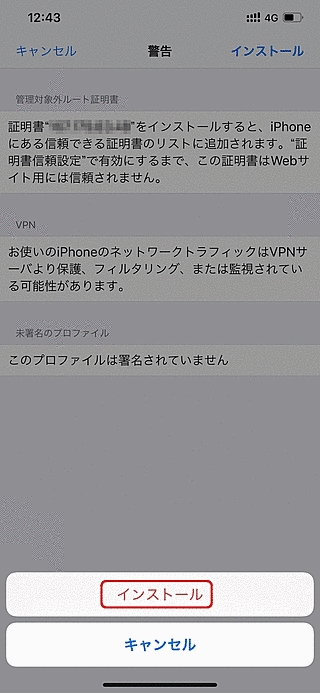 12:43
4G
キャンセル 警告 インストール
管理対象外ルート証明書
証明書“ ”をインストールすると、iPhone
にある信頼できる証明書のリストに追加されます。“証
明書信頼設定”で有効にするまで、この証明書はWebサ
イト用には信頼されません。
VPN
お使いのiPhoneのネットワークトラフィックはVPNサ
ーバより保護、フィルタリング、または監視されてい
る可能性があります。
未署名のプロファイル
このプロファイルは署名されていません
インストール
キャンセル